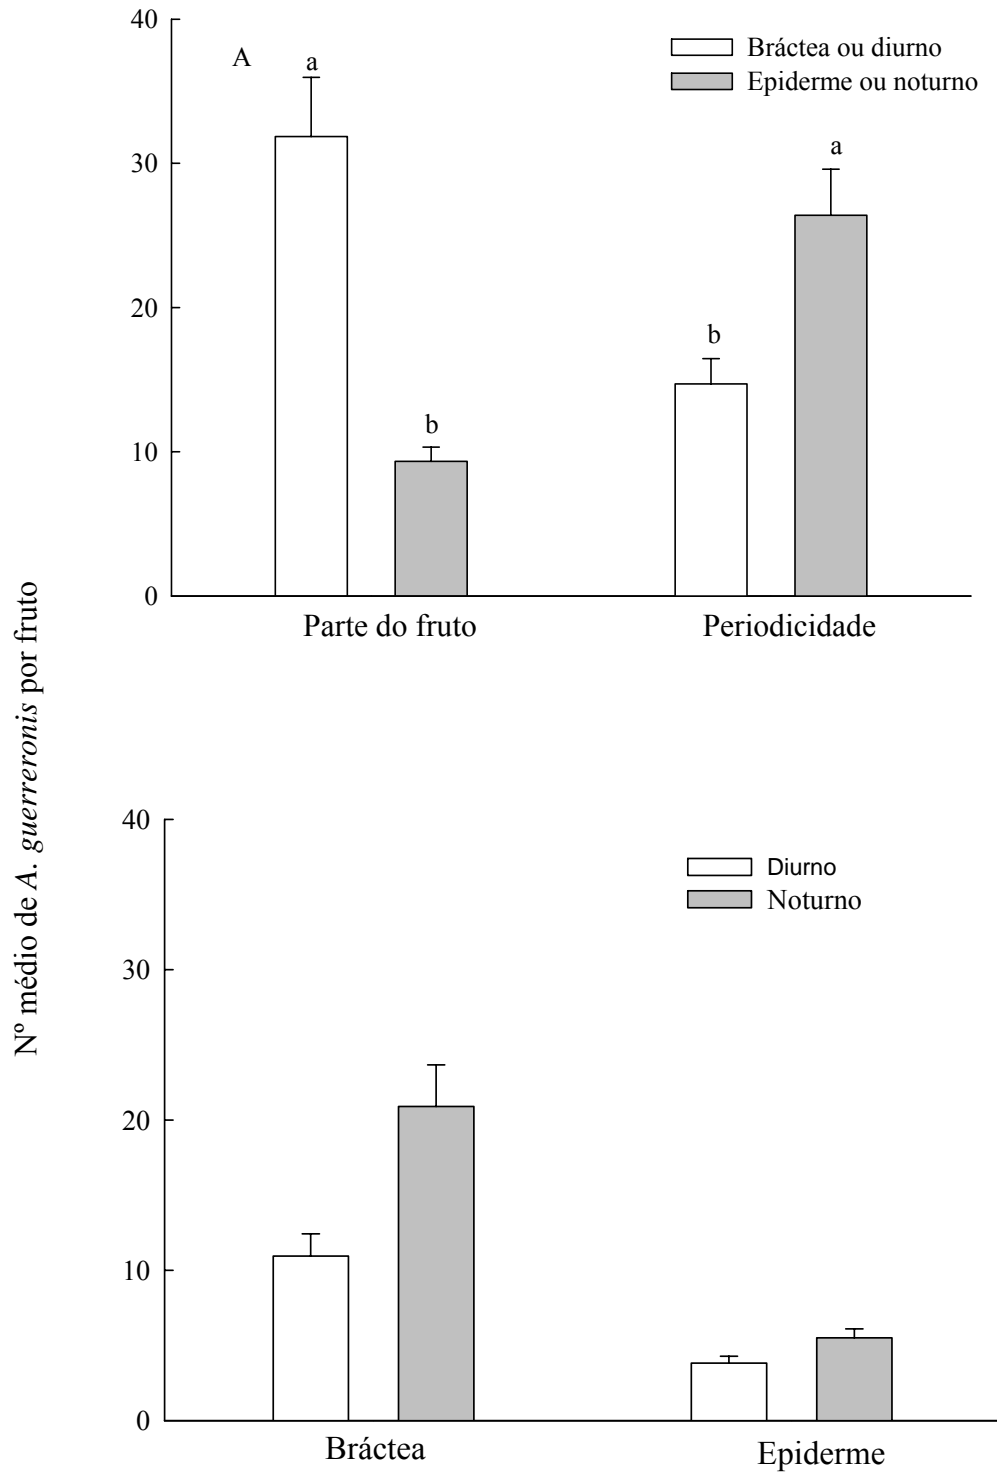 Nº médio de A. guerreronis por fruto
40
A
a
Bráctea ou diurno
Epiderme ou noturno
30
a
20
b
b
10
0
Parte do fruto
Periodicidade
40
Diurno
Noturno
30
20
10
0
Bráctea
Epiderme